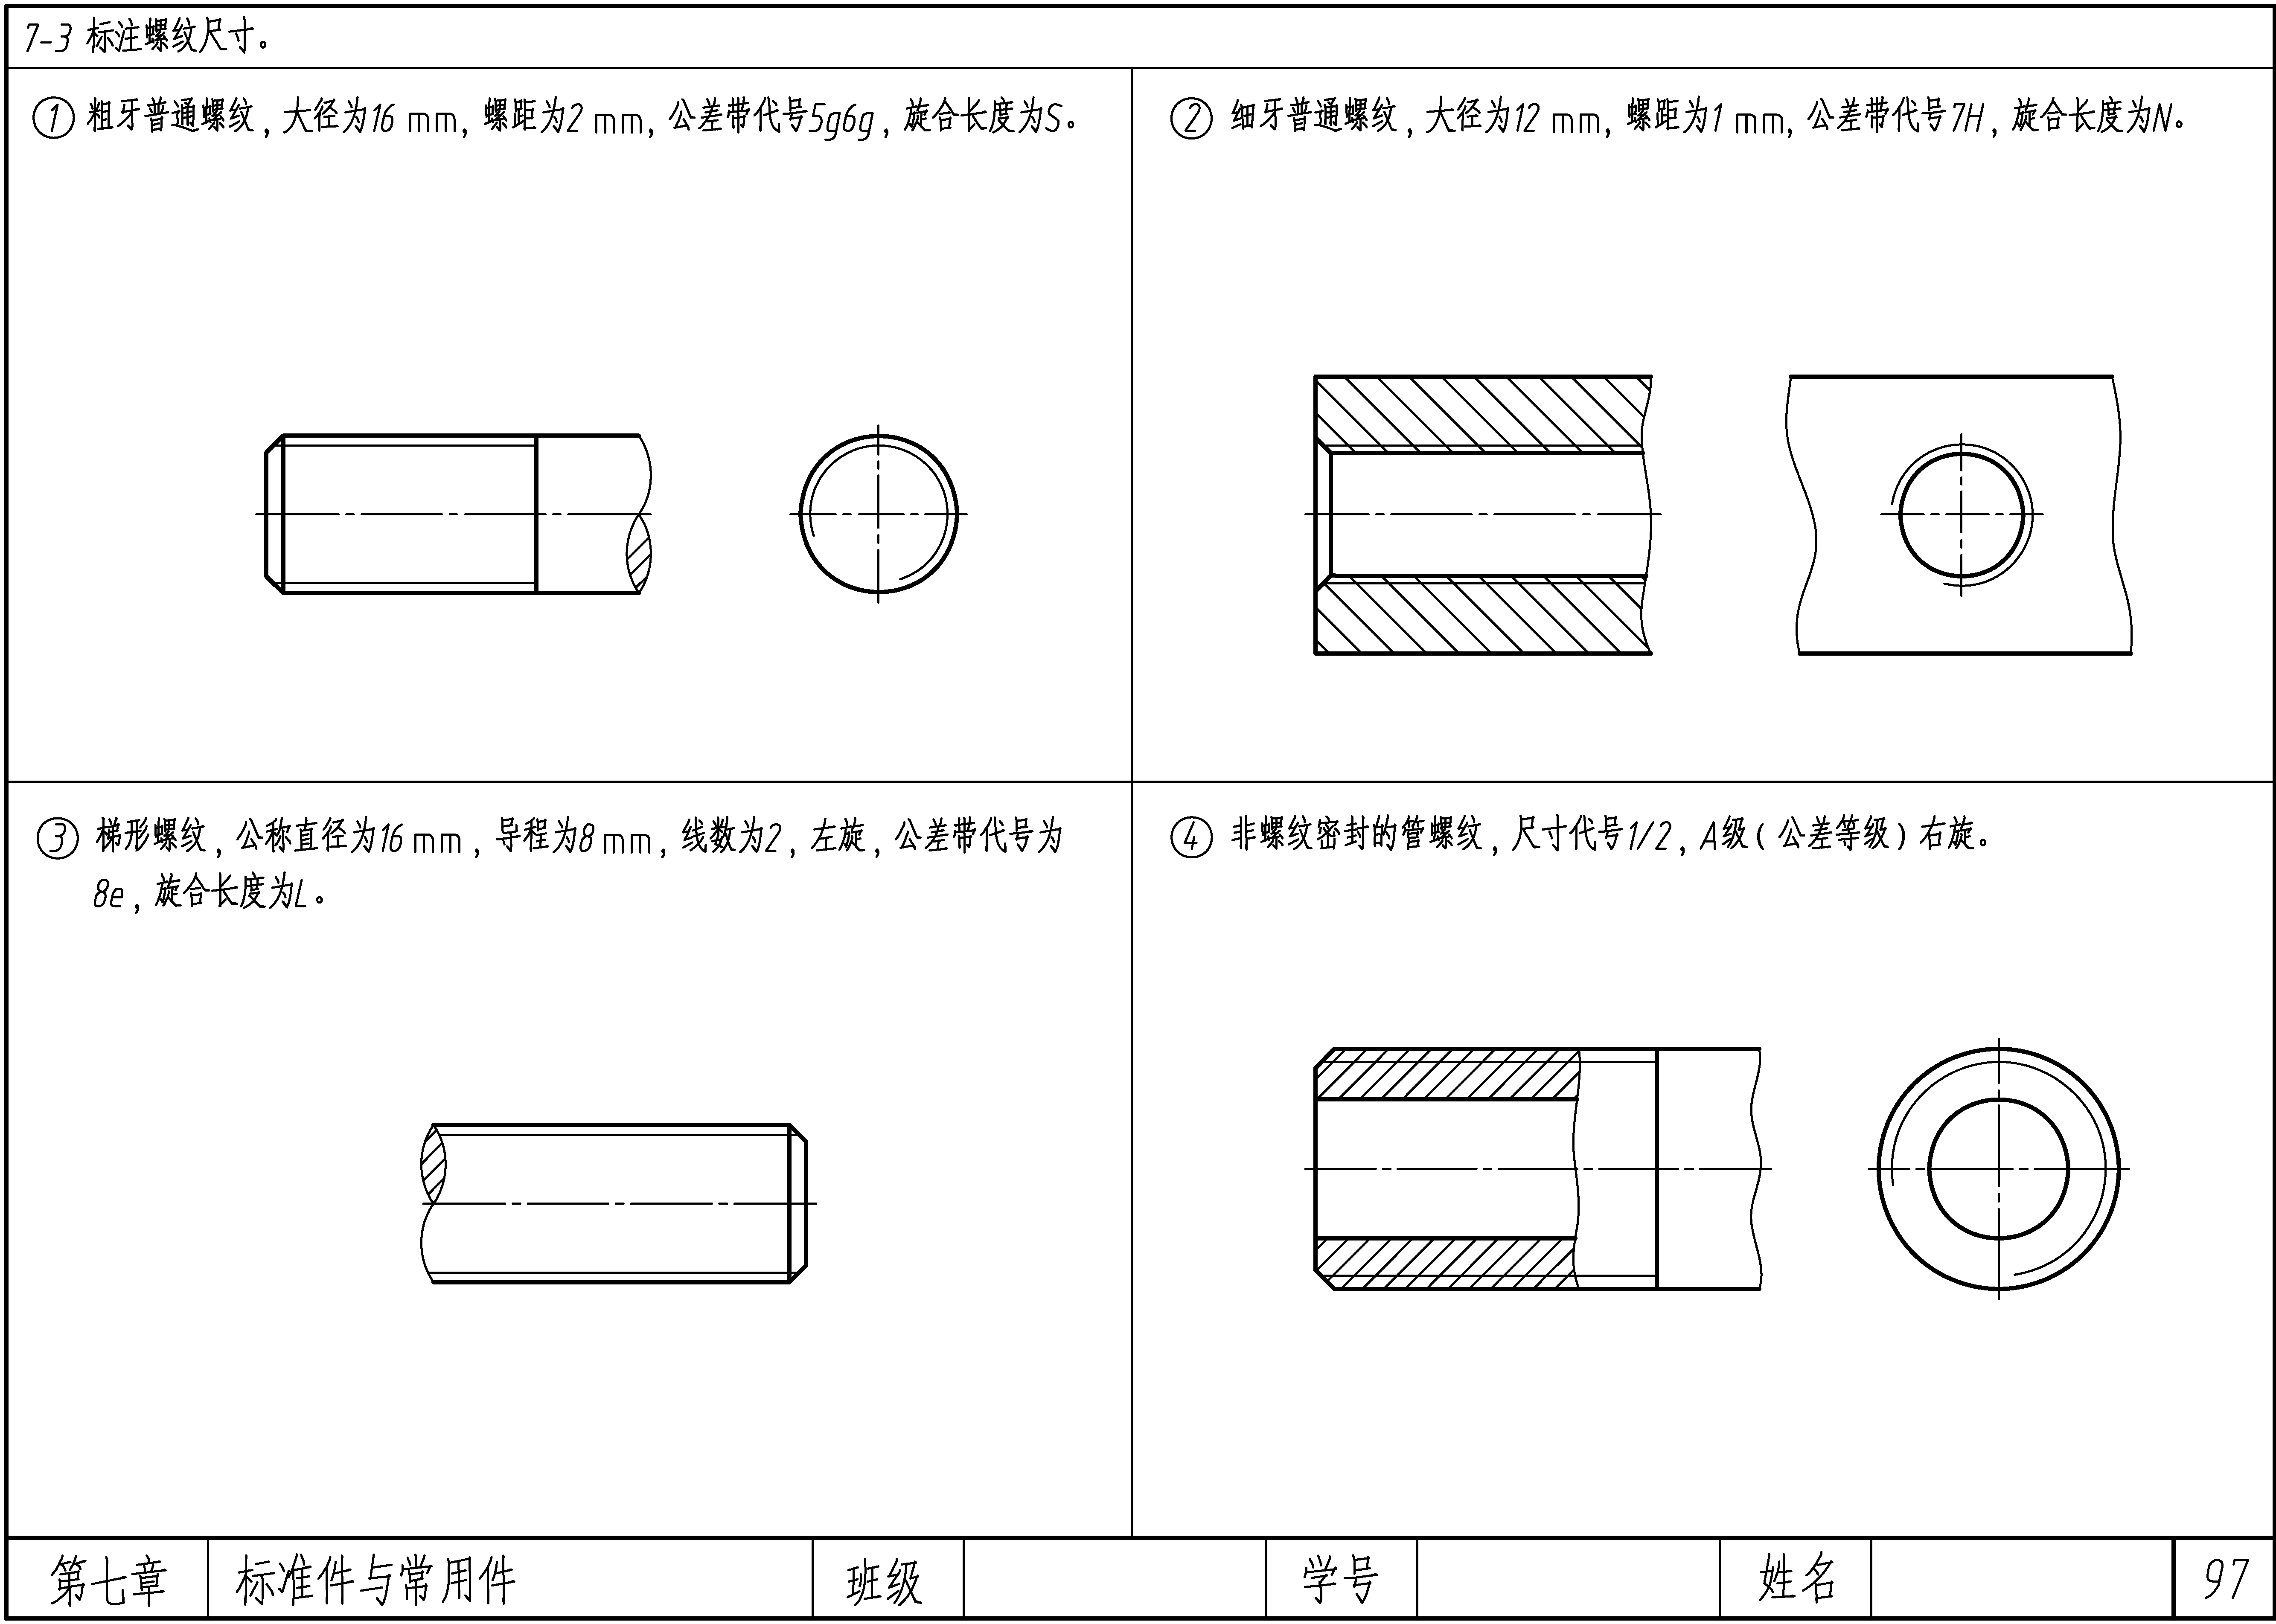 7-3 标注螺纹尺寸。
① 粗牙普通螺纹，大径为16 mm，螺距为2 mm，公差带代号5g6g，旋合长度为S。
② 细牙普通螺纹，大径为12 mm，螺距为1 mm，公差带代号7H，旋合长度为N。
③ 梯形螺纹，公称直径为16 mm，导程为8 mm，线数为2，左旋，公差带代号为
8e，旋合长度为L。
④ 非螺纹密封的管螺纹，尺寸代号1/2，A级（公差等级）右旋。
第七章 标准件与常用件 班级 学号 姓名 97